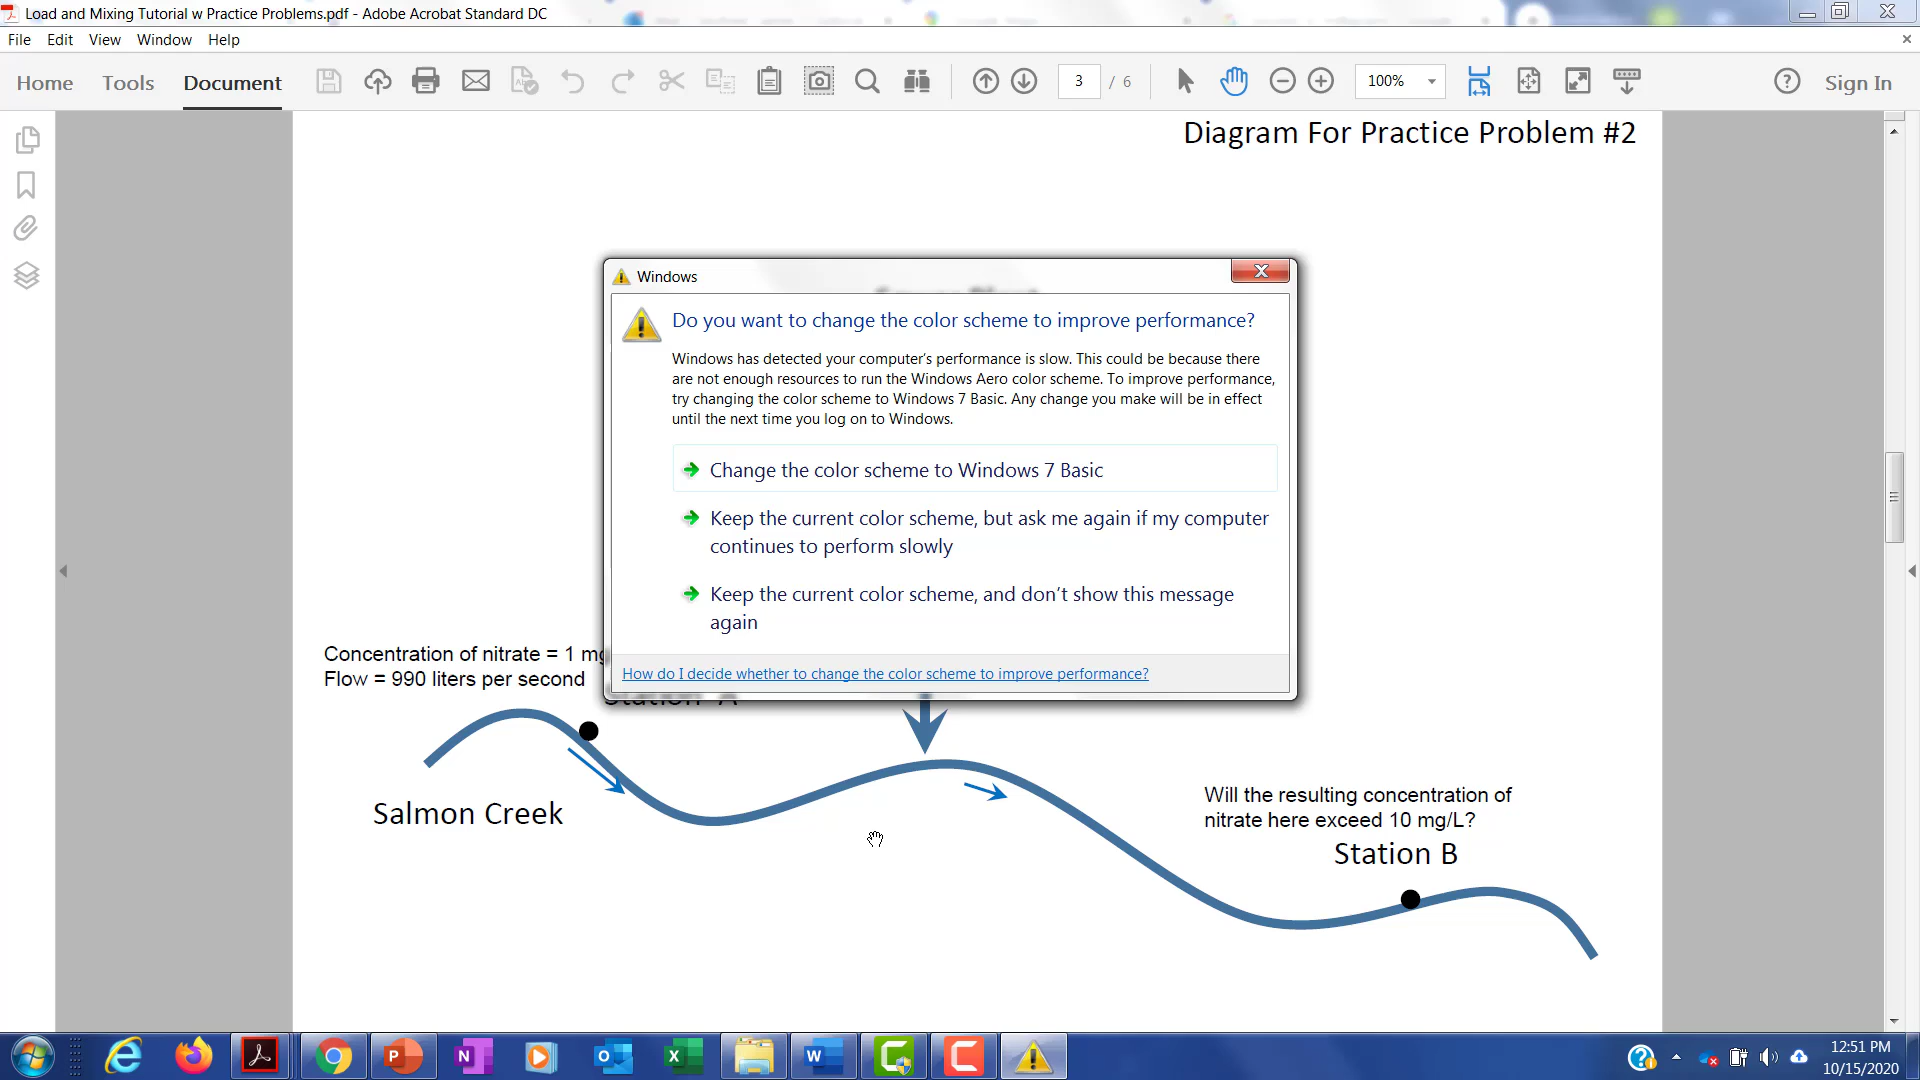 Load and Mixing Tutorial w Practice Problems.pdf - Adobe Acrobat Standard DC
File Edit View Window Help
Home Tools Document 3 / 6 100% Sign In
Diagram For Practice Problem #2
Windows
Do you want to change the color scheme to improve performance?
Windows has detected your computer's performance is slow. This could be because there
are not enough resources to run the Windows Aero color scheme. To improve performance,
try changing the color scheme to Windows 7 Basic. Any change you make will be in effect
until the next time you log on to Windows.
Change the color scheme to Windows 7 Basic
Keep the current color scheme, but ask me again if my computer
continues to perform slowly
Keep the current color scheme, and don't show this message
again
How do I decide whether to change the color scheme to improve performance?
Concentration of nitrate = 1
Flow = 990 liters per second
Station A
Salmon Creek
Will the resulting concentration of
nitrate here exceed 10 mg/L?
Station B
12:51 PM
10/15/2020